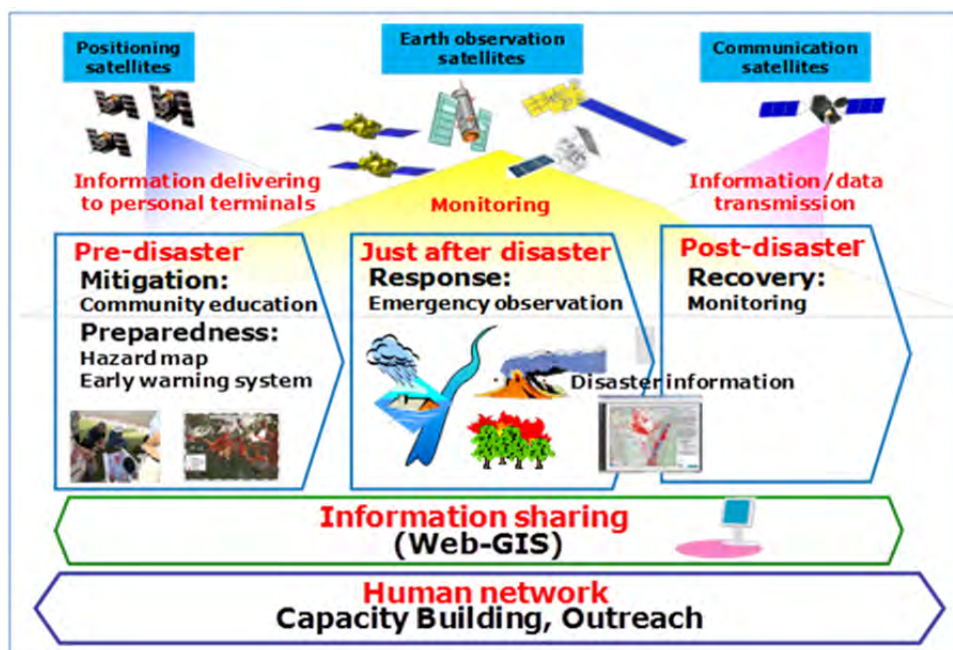 Positioning
satellites
Earth observation
satellites
Communication
satellites
Information delivering
to personal terminals
Monitoring
Information/data
transmission
Pre-disaster
Mitigation:
Community education
Preparedness:
Hazard map
Early warning system
Just after disaster
Response:
Emergency observation
Disaster information
Post-disaster
Recovery:
Monitoring
Information sharing
(Web-GIS)
Human network
Capacity Building, Outreach